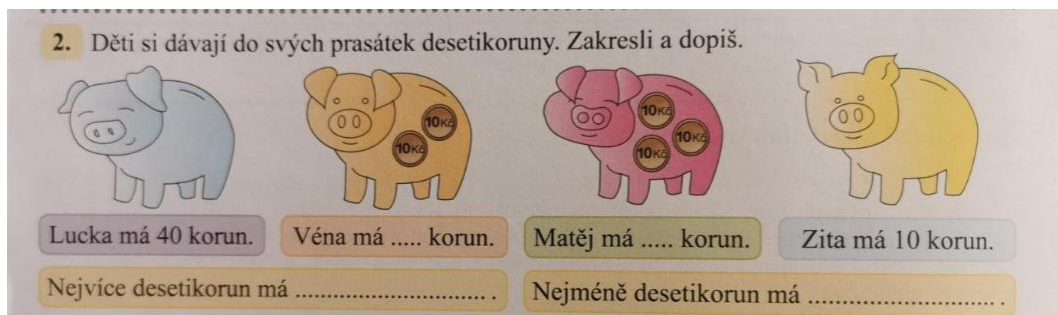 2. Děti si dávají do svých prasátek desetikoruny. Zakresli a dopiš.
10Kč
10Kč
10Kč
10Kč
10Kč
Lucka má 40 korun.
Véna má ..... korun.
Matěj má ..... korun.
Zita má 10 korun.
Nejvíce desetikorun má ............................... .
Nejméně desetikorun má ............................... .